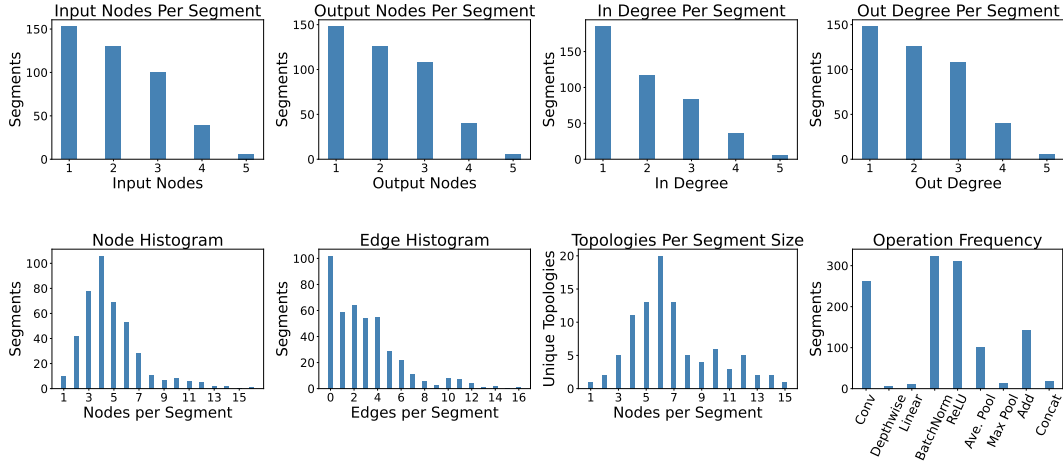 Input Nodes Per Segment
Segments
150
100
50
0
1 2 3 4 5
Input Nodes
Output Nodes Per Segment
Segments
150
100
50
0
1 2 3 4 5
Output Nodes
In Degree Per Segment
Segments
150
100
50
0
1 2 3 4 5
In Degree
Out Degree Per Segment
Segments
150
100
50
0
1 2 3 4 5
Out Degree
Node Histogram
Segments
100
80
60
40
20
0
1 3 5 7 9 11 13 15
Nodes per Segment
Edge Histogram
Segments
100
80
60
40
20
0
0 2 4 6 8 10 12 14 16
Edges per Segment
Topologies Per Segment Size
Unique Topologies
20
15
10
5
0
1 3 5 7 9 11 13 15
Nodes per Segment
Operation Frequency
Segments
300
200
100
0
Conv
Depthwise
Linear
BatchNorm
ReLU
Ave. Pool
Max Pool
Add
Concat